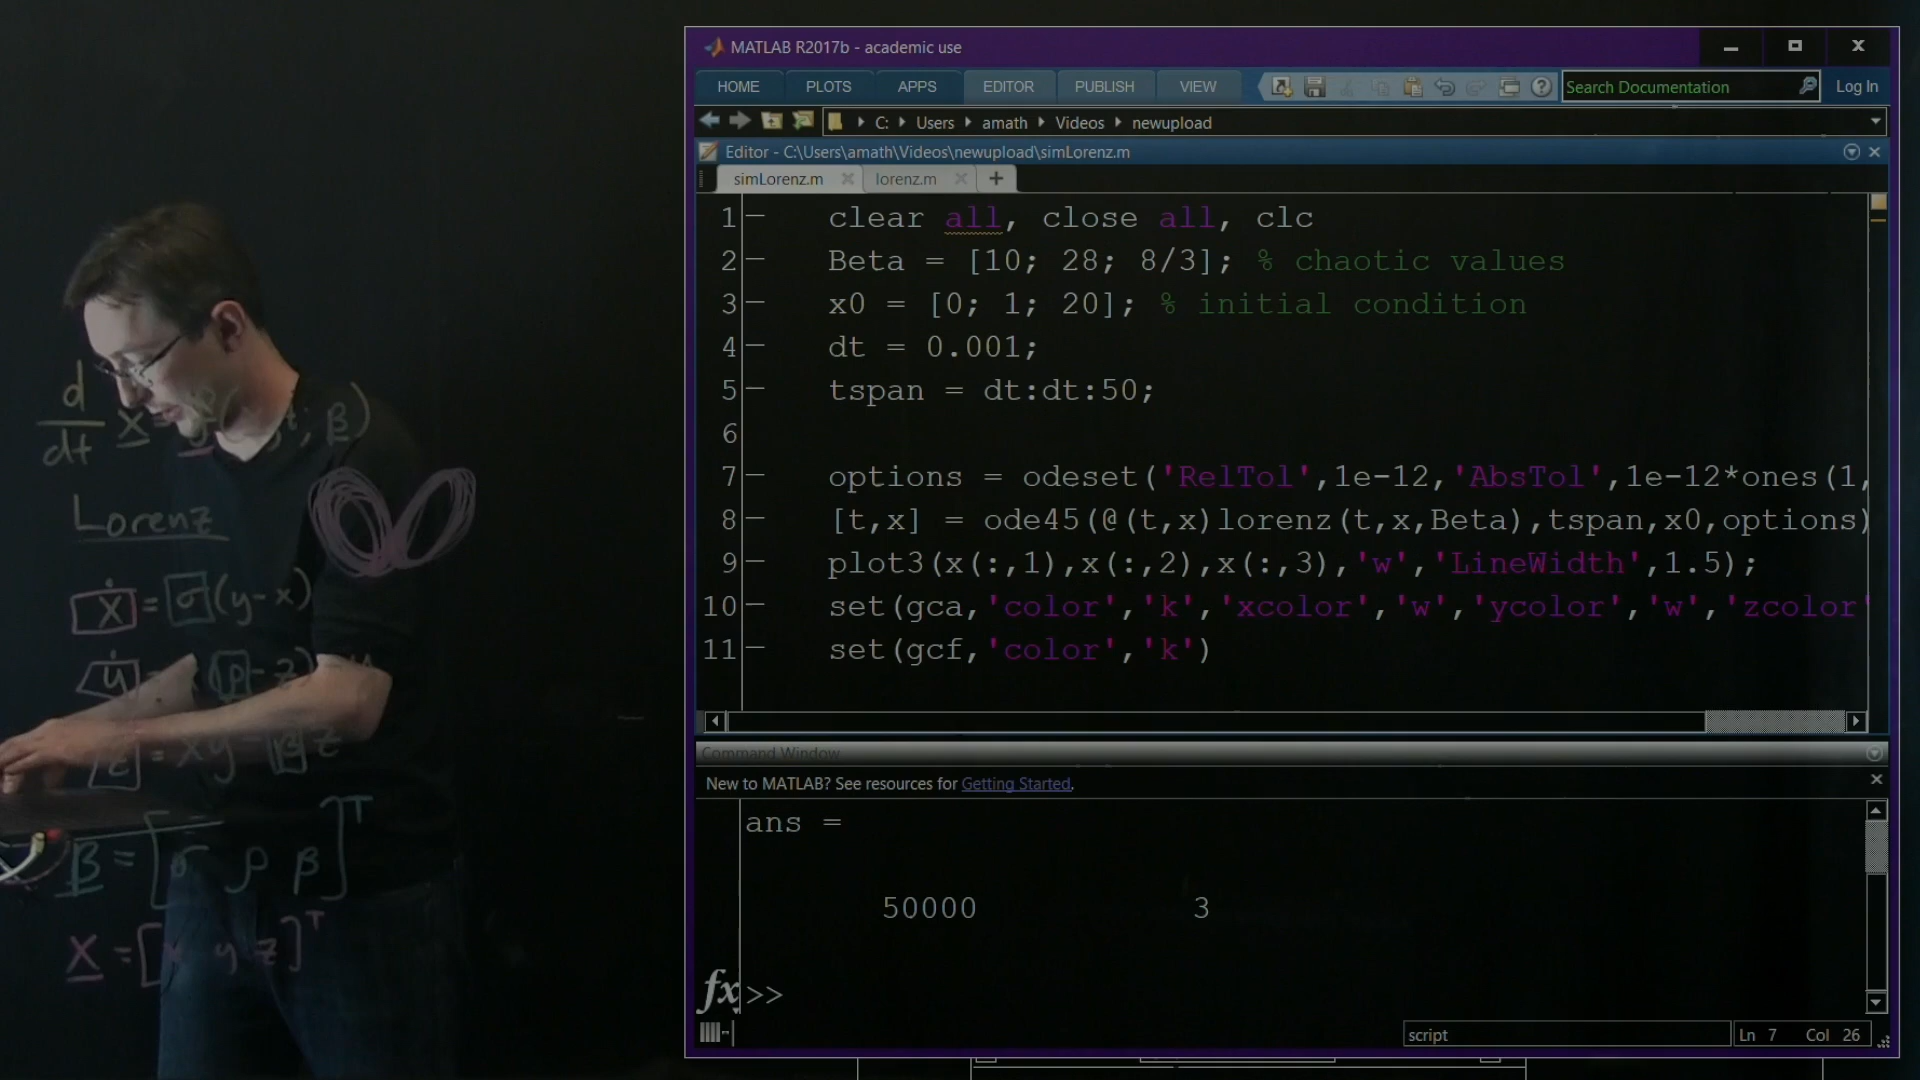 d/dt X = (t; β)
Lorenz
ẋ = σ(y-x)
ẏ = (ρ-z)
ż = xy-βz
β = [σ ρ β]ᵀ
X = [x y z]ᵀ
MATLAB R2017b - academic use
HOME PLOTS APPS EDITOR PUBLISH VIEW Search Documentation Log In
C: Users amath Videos newupload
Editor - C:\Users\amath\Videos\newupload\simLorenz.m
simLorenz.m lorenz.m +
1 clear all, close all, clc
2 Beta = [10; 28; 8/3]; % chaotic values
3 x0 = [0; 1; 20]; % initial condition
4 dt = 0.001;
5 tspan = dt:dt:50;
6
7 options = odeset('RelTol',1e-12,'AbsTol',1e-12*ones(1,
8 [t,x] = ode45(@(t,x)lorenz(t,x,Beta),tspan,x0,options)
9 plot3(x(:,1),x(:,2),x(:,3),'w','LineWidth',1.5);
10 set(gca,'color','k','xcolor','w','ycolor','w','zcolor'
11 set(gcf,'color','k')
Command Window
New to MATLAB? See resources for Getting Started.
ans =
50000 3
fx >>
script Ln 7 Col 26